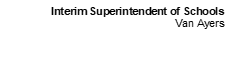 Interim Superintendent of Schools
Van Ayers